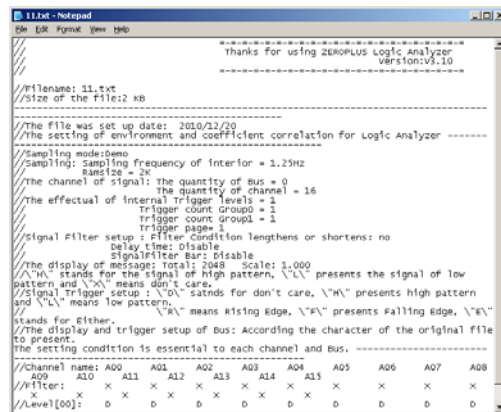 11.txt - Notepad
File Edit Format View Help
// =-=-=-=-=-=-=-=-=-=-=-=-=-=-=-=-=-=-=-=
// Thanks for using ZEROPLUS Logic Analyzer
// Version:V3.10
// =-=-=-=-=-=-=-=-=-=-=-=-=-=-=-=-=-=-=-=
//Filename: 11.txt
//Size of the file:2 KB
//The file was set up date: 2010/12/20
//The setting of environment and coefficient correlation for Logic Analyzer -------
//Sampling mode:Demo
//Sampling: Sampling frequency of interior = 1.25Hz
// Ramsize = 2K
//The channel of signal: The quantity of Bus = 0
// The quantity of channel = 16
//The effectual of internal Trigger levels = 1
// Trigger count Group0 = 1
// Trigger count Group1 = 1
// Trigger page= 1
//Signal Filter setup : Filter Condition lengthens or shortens: no
// Delay time: Disable
// SignalFilter Bar: Disable
//The display of message: Total: 2048 Scale: 1.000
//\"H\" stands for the signal of high pattern, \"L\" presents the signal of low
pattern and \"X\" means don't care.
//Signal Trigger setup : \"D\" satnds for don't care, \"H\" presents high pattern
and \"L\" means low pattern.
// \"R\" means Rising Edge, \"F\" presents Falling Edge, \"E\"
stands for Either.
//The display and trigger setup of Bus: According the character of the original file
to present.
The setting condition is essential to each channel and Bus. --------------------
//Channel name: A00 A01 A02 A03 A04 A05 A06 A07 A08
A09 A10 A11 A12 A13 A14 A15
//Filter: X X X X X X X X X
X X X X X X X
//Level[00]: D D D D D D D D D